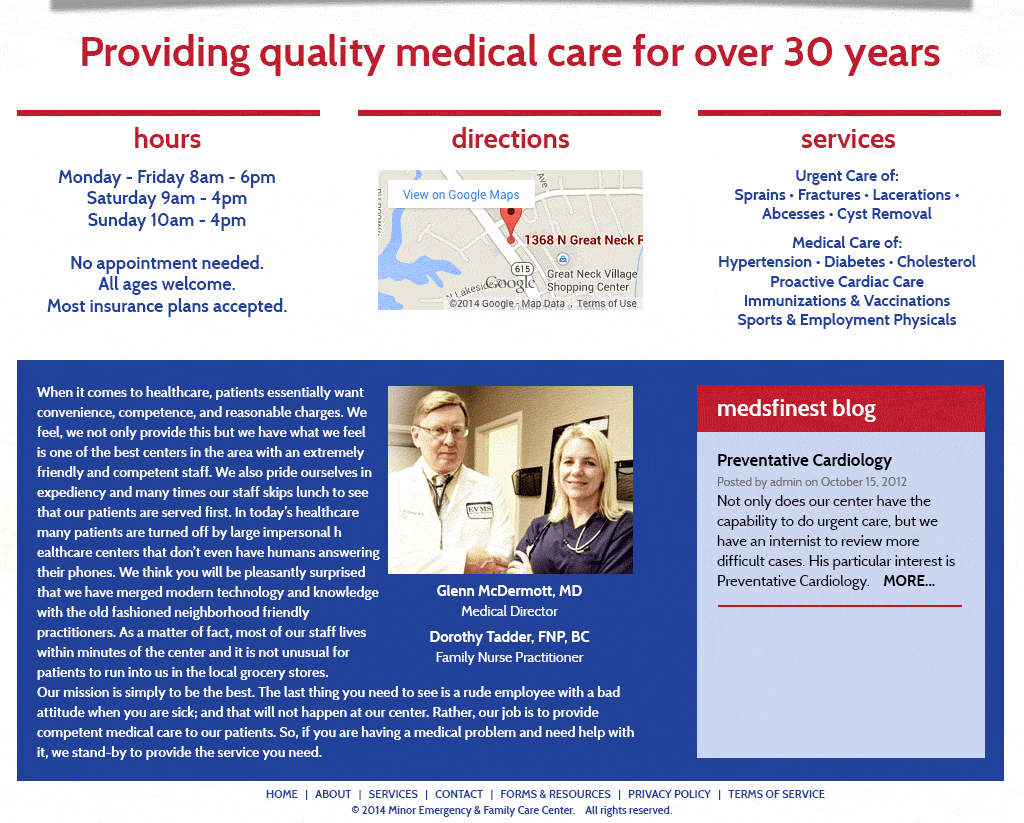 Providing quality medical care for over 30 years
hours
Monday - Friday 8am - 6pm
Saturday 9am - 4pm
Sunday 10am - 4pm
No appointment needed.
All ages welcome.
Most insurance plans accepted.
directions
View on Google Maps
Ave
1368 N Great Neck R
615
Great Neck Village
Shopping Center
N Lakeside
Google
©2014 Google - Map Data
Terms of Use
services
Urgent Care of:
Sprains • Fractures • Lacerations •
Abcesses • Cyst Removal
Medical Care of:
Hypertension • Diabetes • Cholesterol
Proactive Cardiac Care
Immunizations & Vaccinations
Sports & Employment Physicals
When it comes to healthcare, patients essentially want
convenience, competence, and reasonable charges. We
feel, we not only provide this but we have what we feel
is one of the best centers in the area with an extremely
friendly and competent staff. We also pride ourselves in
expediency and many times our staff skips lunch to see
that our patients are served first. In today's healthcare
many patients are turned off by large impersonal h
ealthcare centers that don't even have humans answering
their phones. We think you will be pleasantly surprised
that we have merged modern technology and knowledge
with the old fashioned neighborhood friendly
practitioners. As a matter of fact, most of our staff lives
within minutes of the center and it is not unusual for
patients to run into us in the local grocery stores.
Our mission is simply to be the best. The last thing you need to see is a rude employee with a bad
attitude when you are sick; and that will not happen at our center. Rather, our job is to provide
competent medical care to our patients. So, if you are having a medical problem and need help with
it, we stand-by to provide the service you need.
EVMS
Glenn McDermott, MD
Medical Director
Dorothy Tadder, FNP, BC
Family Nurse Practitioner
medsfinest blog
Preventative Cardiology
Posted by admin on October 15, 2012
Not only does our center have the
capability to do urgent care, but we
have an internist to review more
difficult cases. His particular interest is
Preventative Cardiology. MORE...
HOME | ABOUT | SERVICES | CONTACT | FORMS & RESOURCES | PRIVACY POLICY | TERMS OF SERVICE
© 2014 Minor Emergency & Family Care Center. All rights reserved.